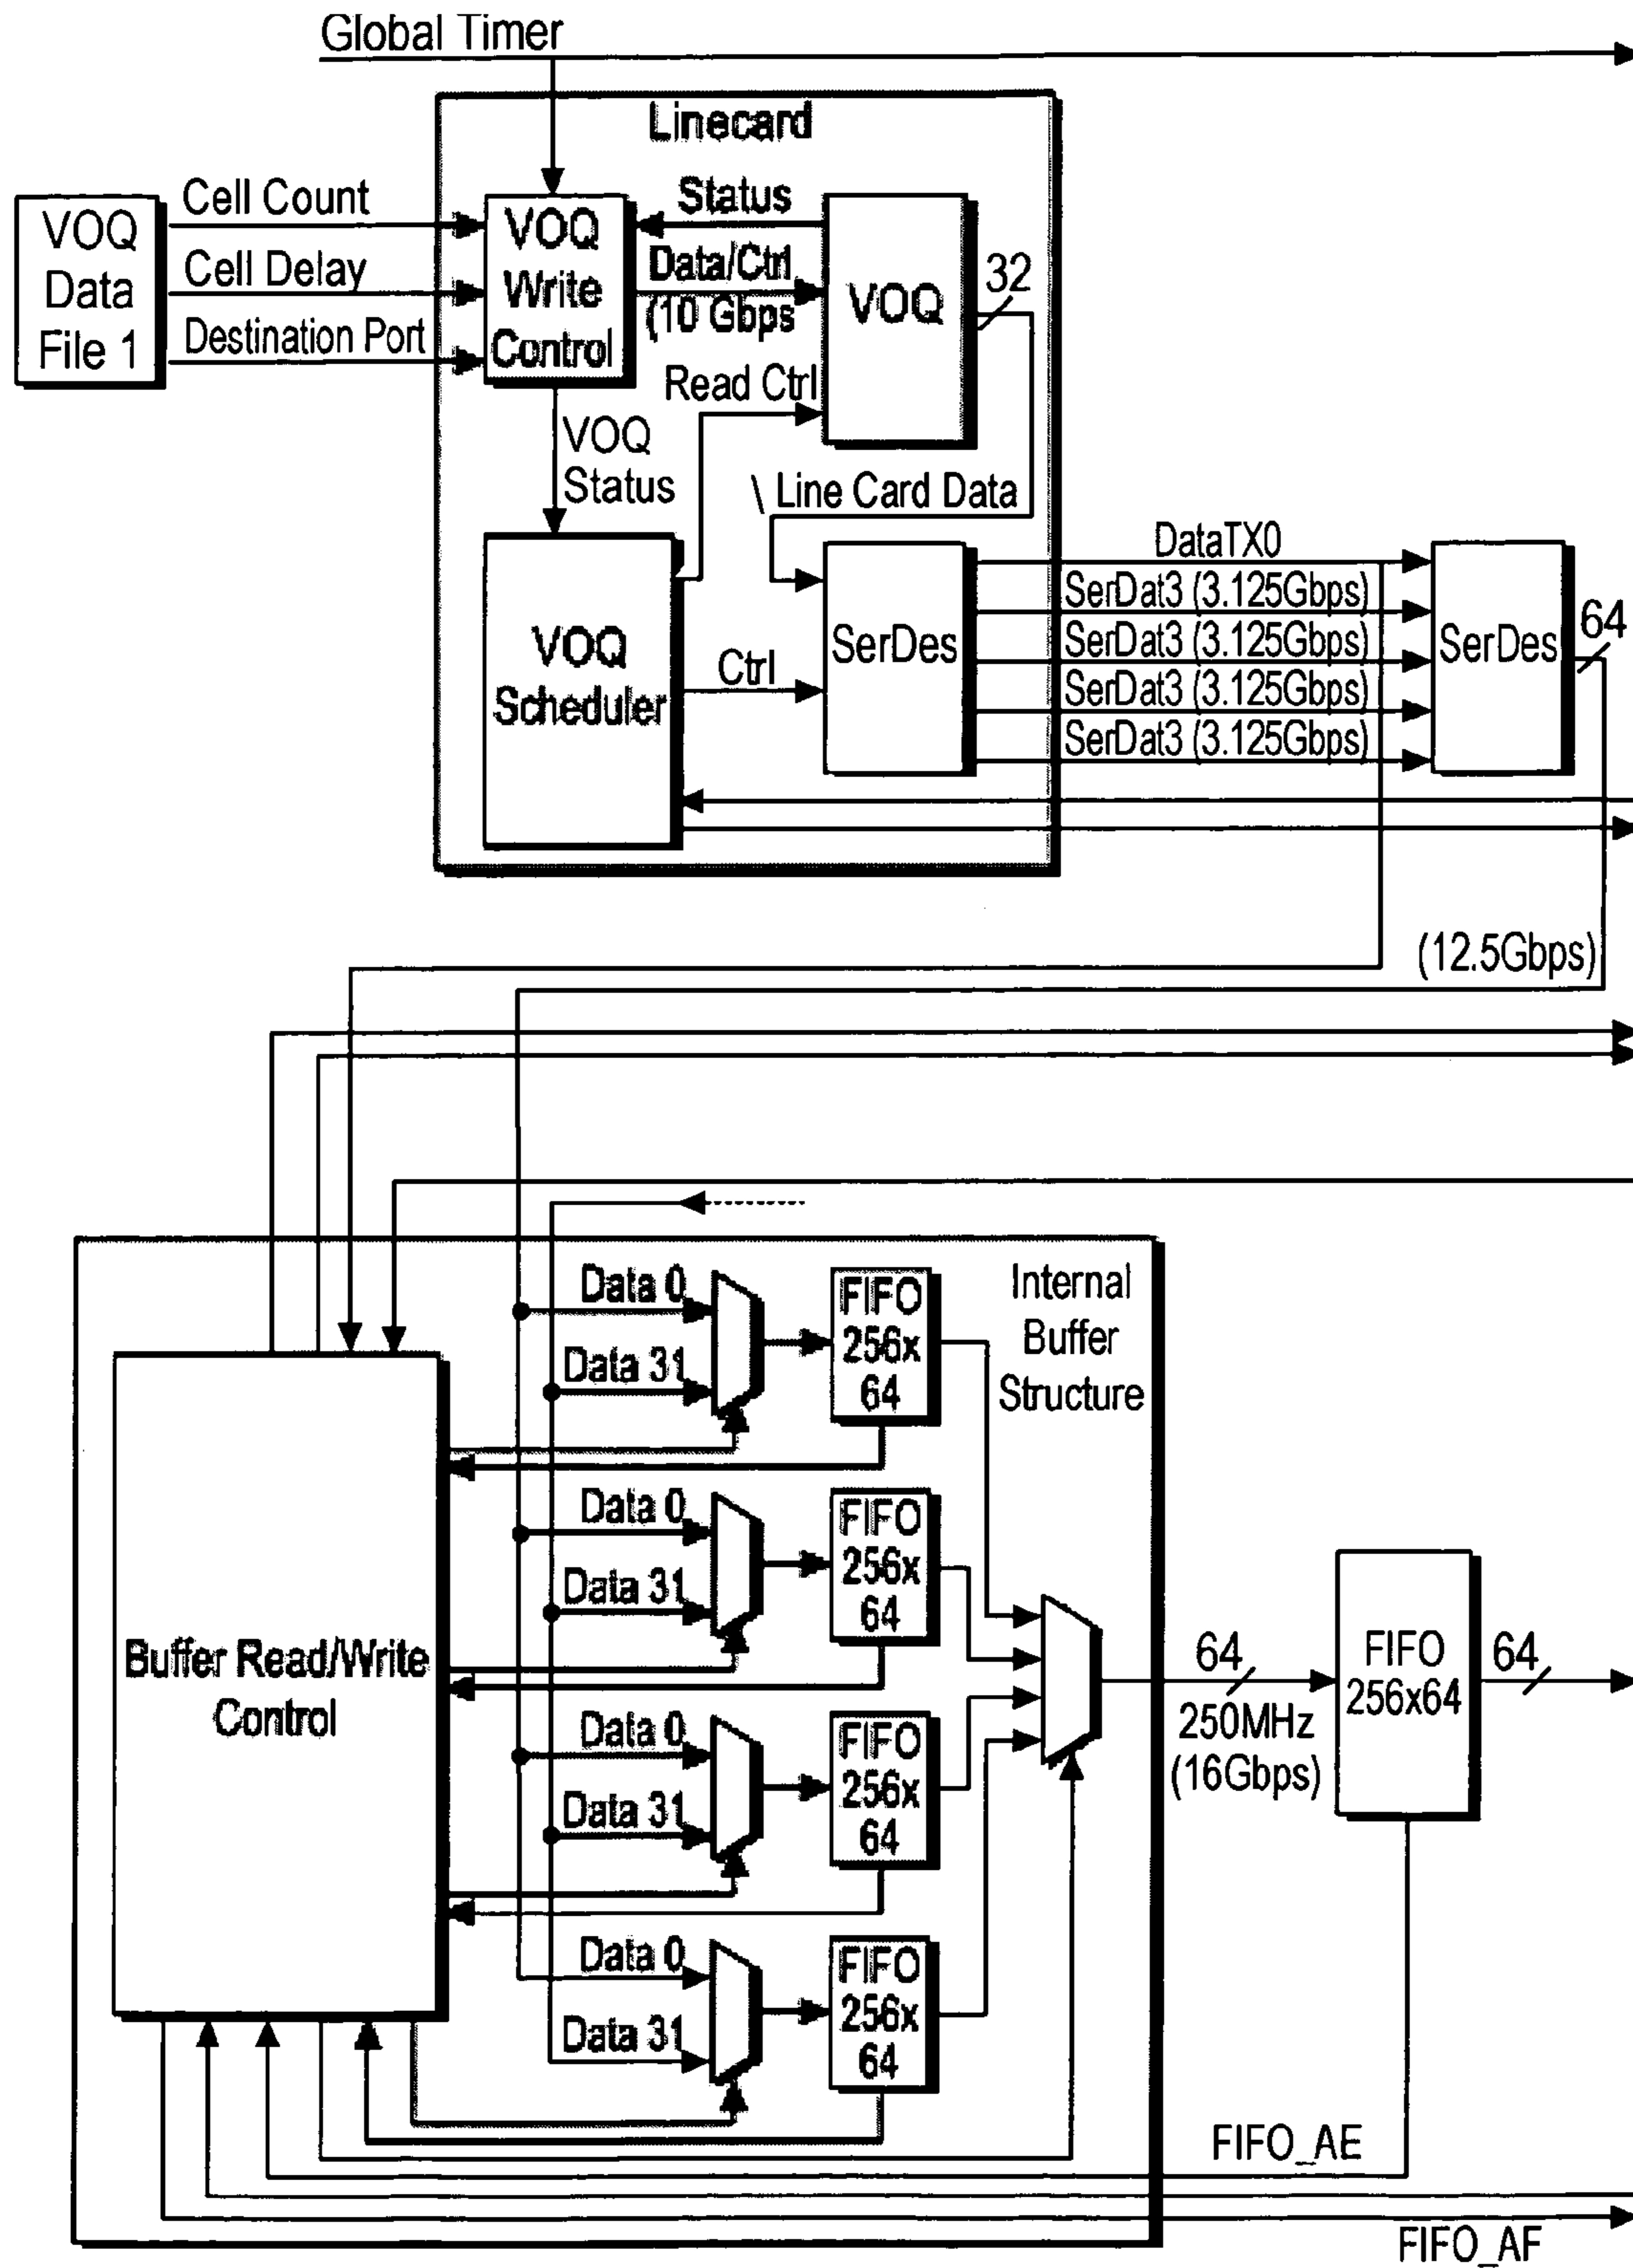 Global Timer
Linecard
VOQ
Data
File 1
Cell Count
Cell Delay
Destination Port
VOQ
Write
Control
Status
Data/Ctrl
(10 Gbps
VOQ
32
Read Ctrl
VOQ
Status
\ Line Card Data
VOQ
Scheduler
Ctrl
SerDes
DataTX0
SerDat3 (3.125Gbps)
SerDat3 (3.125Gbps)
SerDat3 (3.125Gbps)
SerDat3 (3.125Gbps)
SerDes
64
(12.5Gbps)
Internal
Buffer
Structure
Buffer Read/Write
Control
Data 0
Data 31
FIFO
256x
64
Data 0
Data 31
FIFO
256x
64
Data 0
Data 31
FIFO
256x
64
Data 0
Data 31
FIFO
256x
64
64
250MHz
(16Gbps)
FIFO
256x64
64
FIFO_AE
FIFO_AF